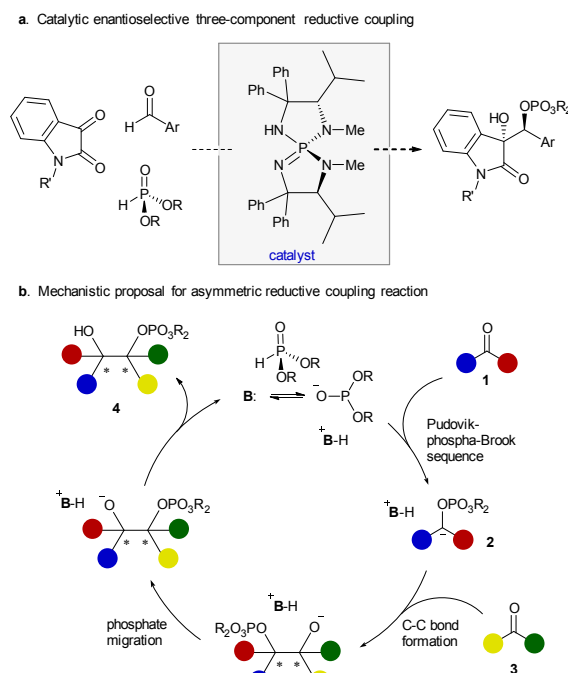 a. Catalytic enantioselective three-component reductive coupling
O
O
N
R'
O
H
Ar
O
H
P
OR
OR
Ph
Ph
HN
N
Me
P
N
N
Me
Ph
Ph
catalyst
HO
OPO₃R₂
Ar
O
N
R'
b. Mechanistic proposal for asymmetric reductive coupling reaction
HO
OPO₃R₂
* *
4
O
H
P
OR
OR
B:
⁻O
P
OR
OR
⁺B-H
O
1
Pudovik-
phospha-Brook
sequence
⁺B-H
OPO₃R₂
−
2
C-C bond
formation
O
3
⁺B-H
R₂O₃PO
O⁻
* *
phosphate
migration
⁺B-H
⁻O
OPO₃R₂
* *